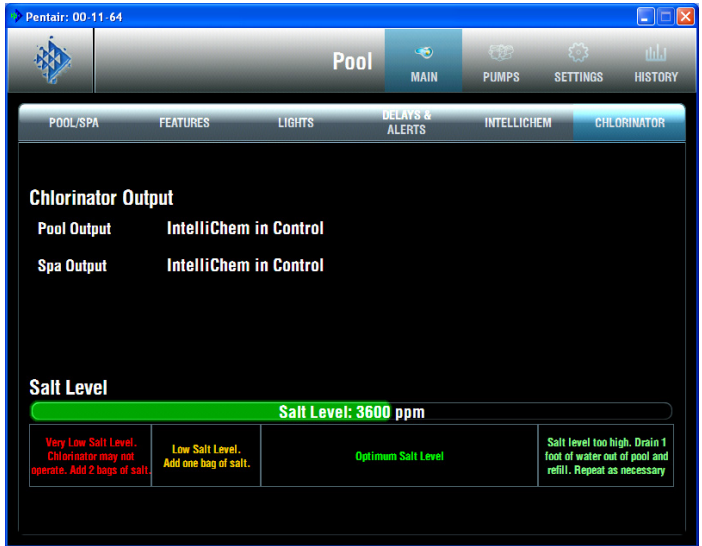 Pentair: 00-11-64
Pool
MAIN
PUMPS
SETTINGS
HISTORY
POOL/SPA
FEATURES
LIGHTS
DELAYS &
ALERTS
INTELLICHEM
CHLORINATOR
Chlorinator Output
Pool Output IntelliChem in Control
Spa Output IntelliChem in Control
Salt Level
Salt Level: 3600 ppm
Very Low Salt Level.
Chlorinator may not
operate. Add 2 bags of salt.
Low Salt Level.
Add one bag of salt.
Optimum Salt Level
Salt level too high. Drain 1
foot of water out of pool and
refill. Repeat as necessary